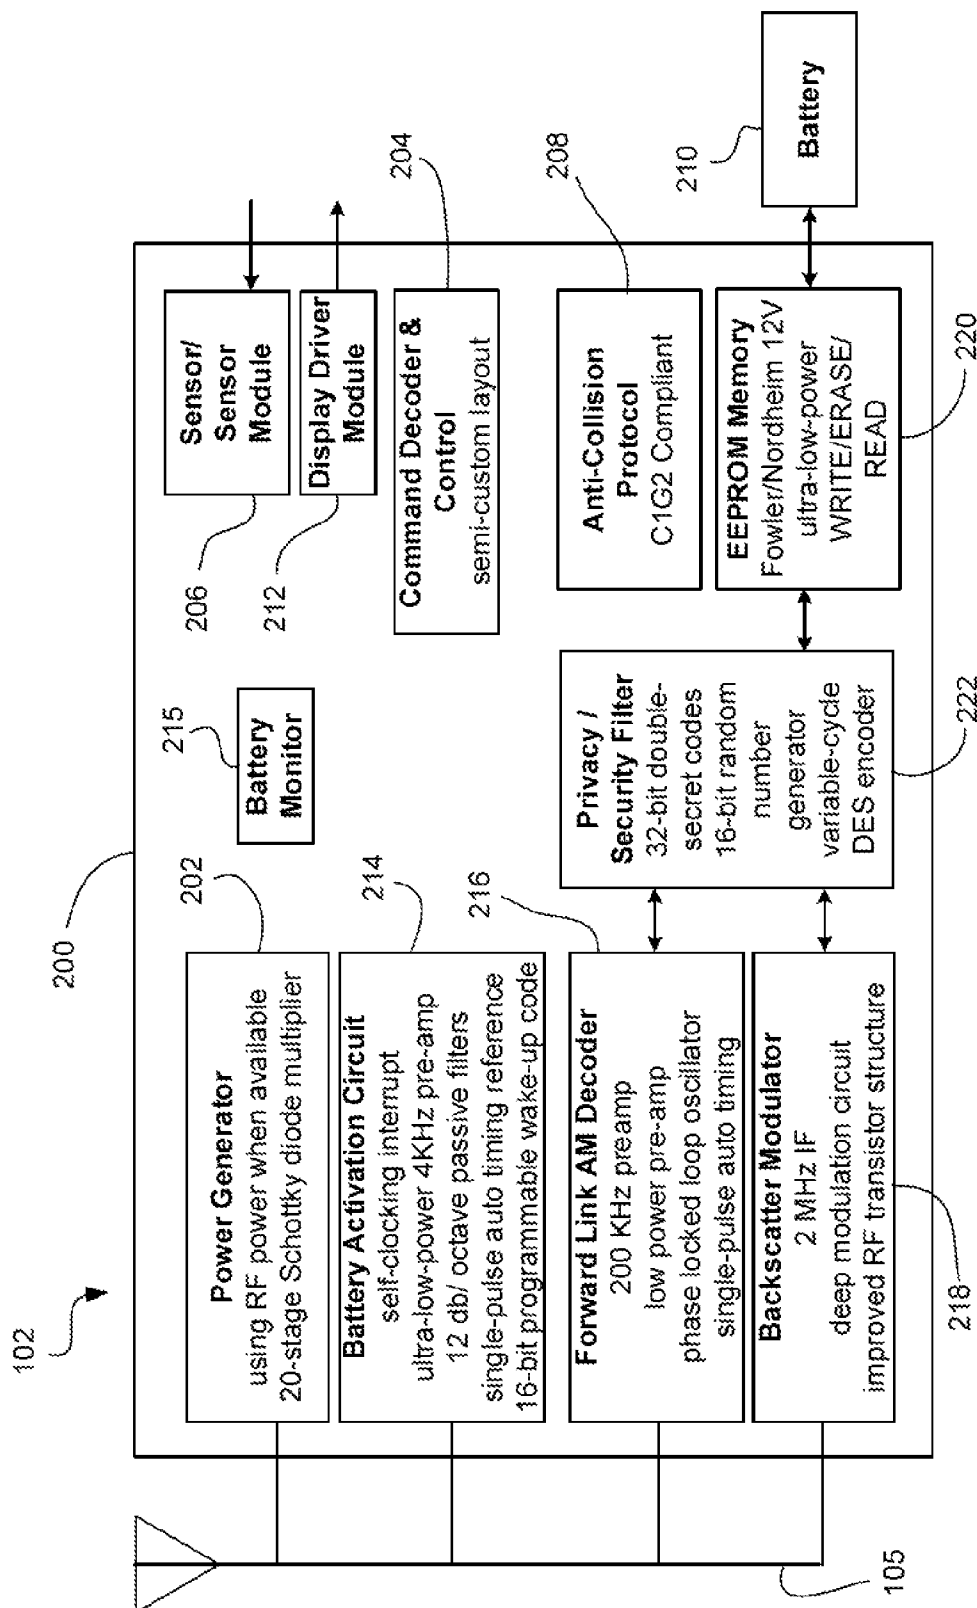 102
200
Power Generator
using RF power when available
20-stage Schottky diode multiplier
202
Battery Activation Circuit
self-clocking interrupt
ultra-low-power 4KHz pre-amp
12 db/ octave passive filters
single-pulse auto timing reference
16-bit programmable wake-up code
214
Forward Link AM Decoder
200 KHz preamp
low power pre-amp
phase locked loop oscillator
single-pulse auto timing
216
Backscatter Modulator
2 MHz IF
deep modulation circuit
improved RF transistor structure
218
105
215
Battery
Monitor
Privacy /
Security Filter
32-bit double-
secret codes
16-bit random
number
generator
variable-cycle
DES encoder
222
206
Sensor/
Sensor
Module
212
Display Driver
Module
Command Decoder &
Control
semi-custom layout
204
Anti-Collision
Protocol
C1G2 Compliant
208
EEPROM Memory
Fowler/Nordheim 12V
ultra-low-power
WRITE/ERASE/
READ
220
210
Battery